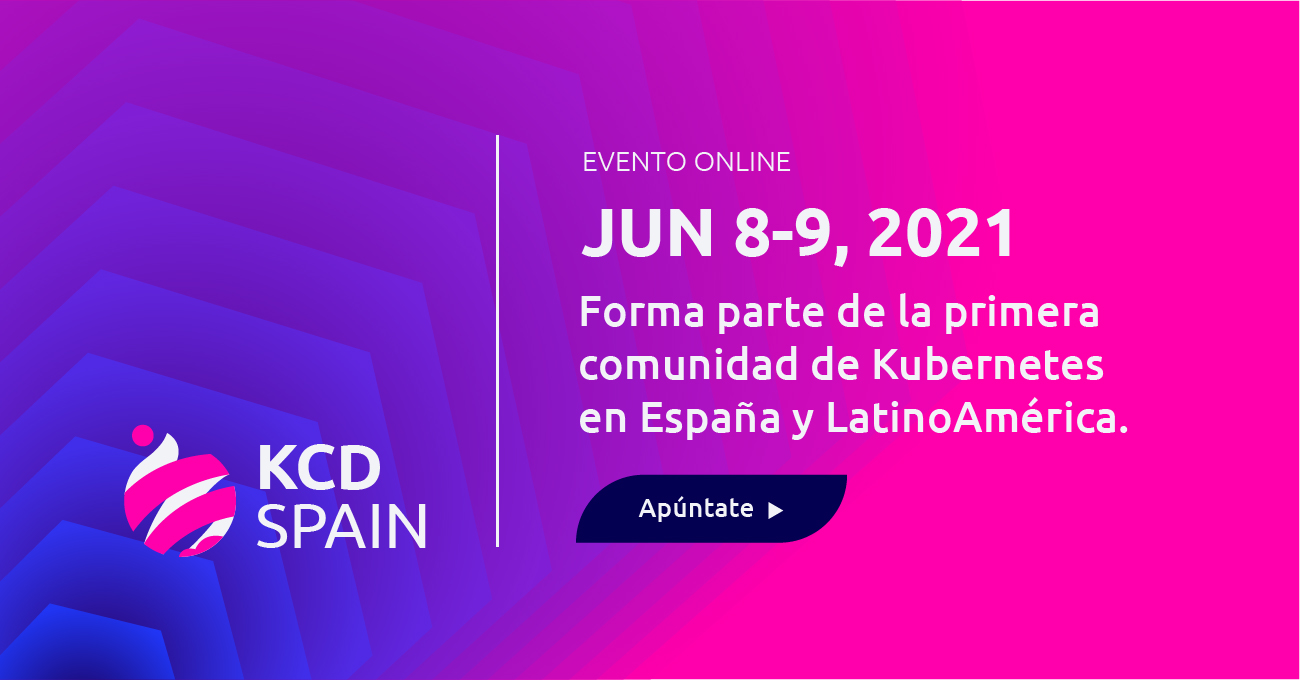 EVENTO ONLINE
JUN 8-9, 2021
Forma parte de la primera
comunidad de Kubernetes
en España y LatinoAmérica.
Apúntate
KCD
SPAIN